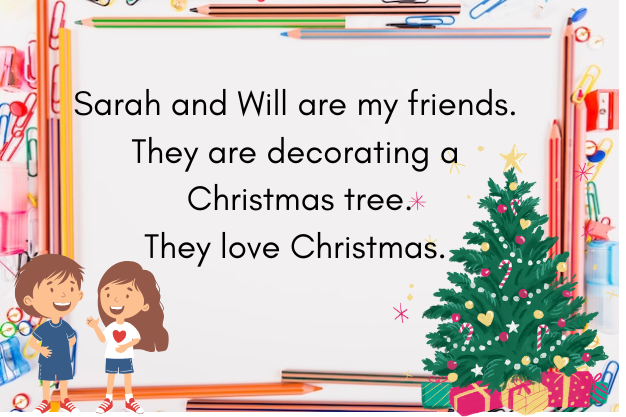 Sarah and Will are my friends.
They are decorating a
Christmas tree.
They love Christmas.